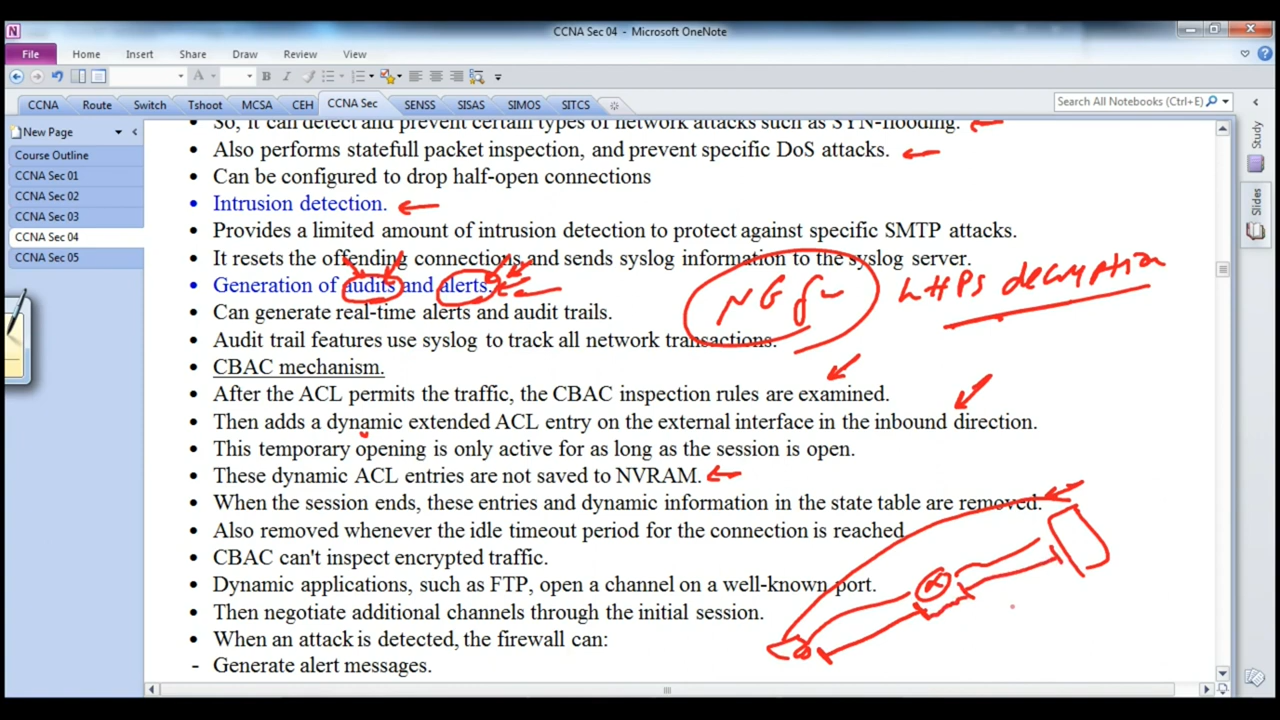 CCNA Sec 04 - Microsoft OneNote
File Home Insert Share Draw Review View
CCNA Route Switch Tshoot MCSA CEH CCNA Sec SENSS SISAS SIMOS SITCS
Search All Notebooks (Ctrl+E)
New Page
Course Outline
CCNA Sec 01
CCNA Sec 02
CCNA Sec 03
CCNA Sec 04
CCNA Sec 05
Study
Slides
• So, it can detect and prevent certain types of network attacks such as SYN-flooding.
• Also performs statefull packet inspection, and prevent specific DoS attacks.
• Can be configured to drop half-open connections
• Intrusion detection.
• Provides a limited amount of intrusion detection to protect against specific SMTP attacks.
• It resets the offending connections and sends syslog information to the syslog server.
• Generation of audits and alerts.
NG fw
HTTPS decryption
• Can generate real-time alerts and audit trails.
• Audit trail features use syslog to track all network transactions.
• CBAC mechanism.
• After the ACL permits the traffic, the CBAC inspection rules are examined.
• Then adds a dynamic extended ACL entry on the external interface in the inbound direction.
• This temporary opening is only active for as long as the session is open.
• These dynamic ACL entries are not saved to NVRAM.
• When the session ends, these entries and dynamic information in the state table are removed.
• Also removed whenever the idle timeout period for the connection is reached.
• CBAC can't inspect encrypted traffic.
• Dynamic applications, such as FTP, open a channel on a well-known port.
• Then negotiate additional channels through the initial session.
• When an attack is detected, the firewall can:
- Generate alert messages.